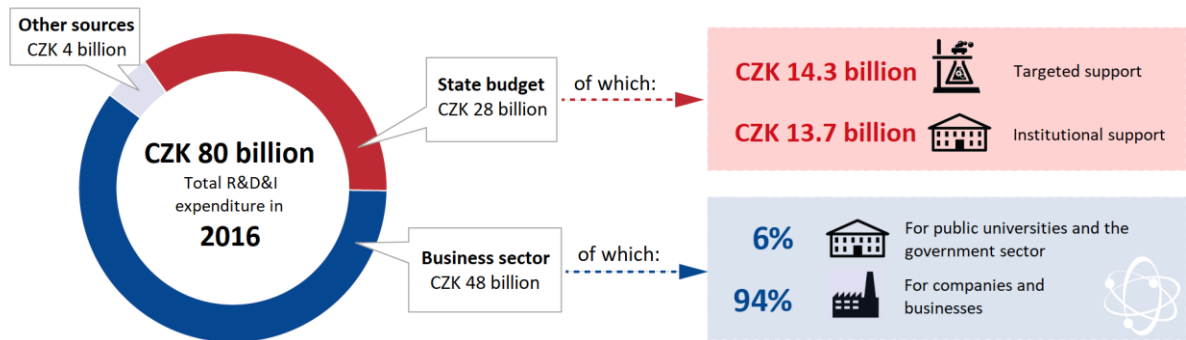 Other sources
CZK 4 billion
State budget
CZK 28 billion
of which:
CZK 14.3 billion
Targeted support
CZK 13.7 billion
Institutional support
CZK 80 billion
Total R&D&I
expenditure in
2016
Business sector
CZK 48 billion
of which:
6%
For public universities and the
government sector
94%
For companies and
businesses